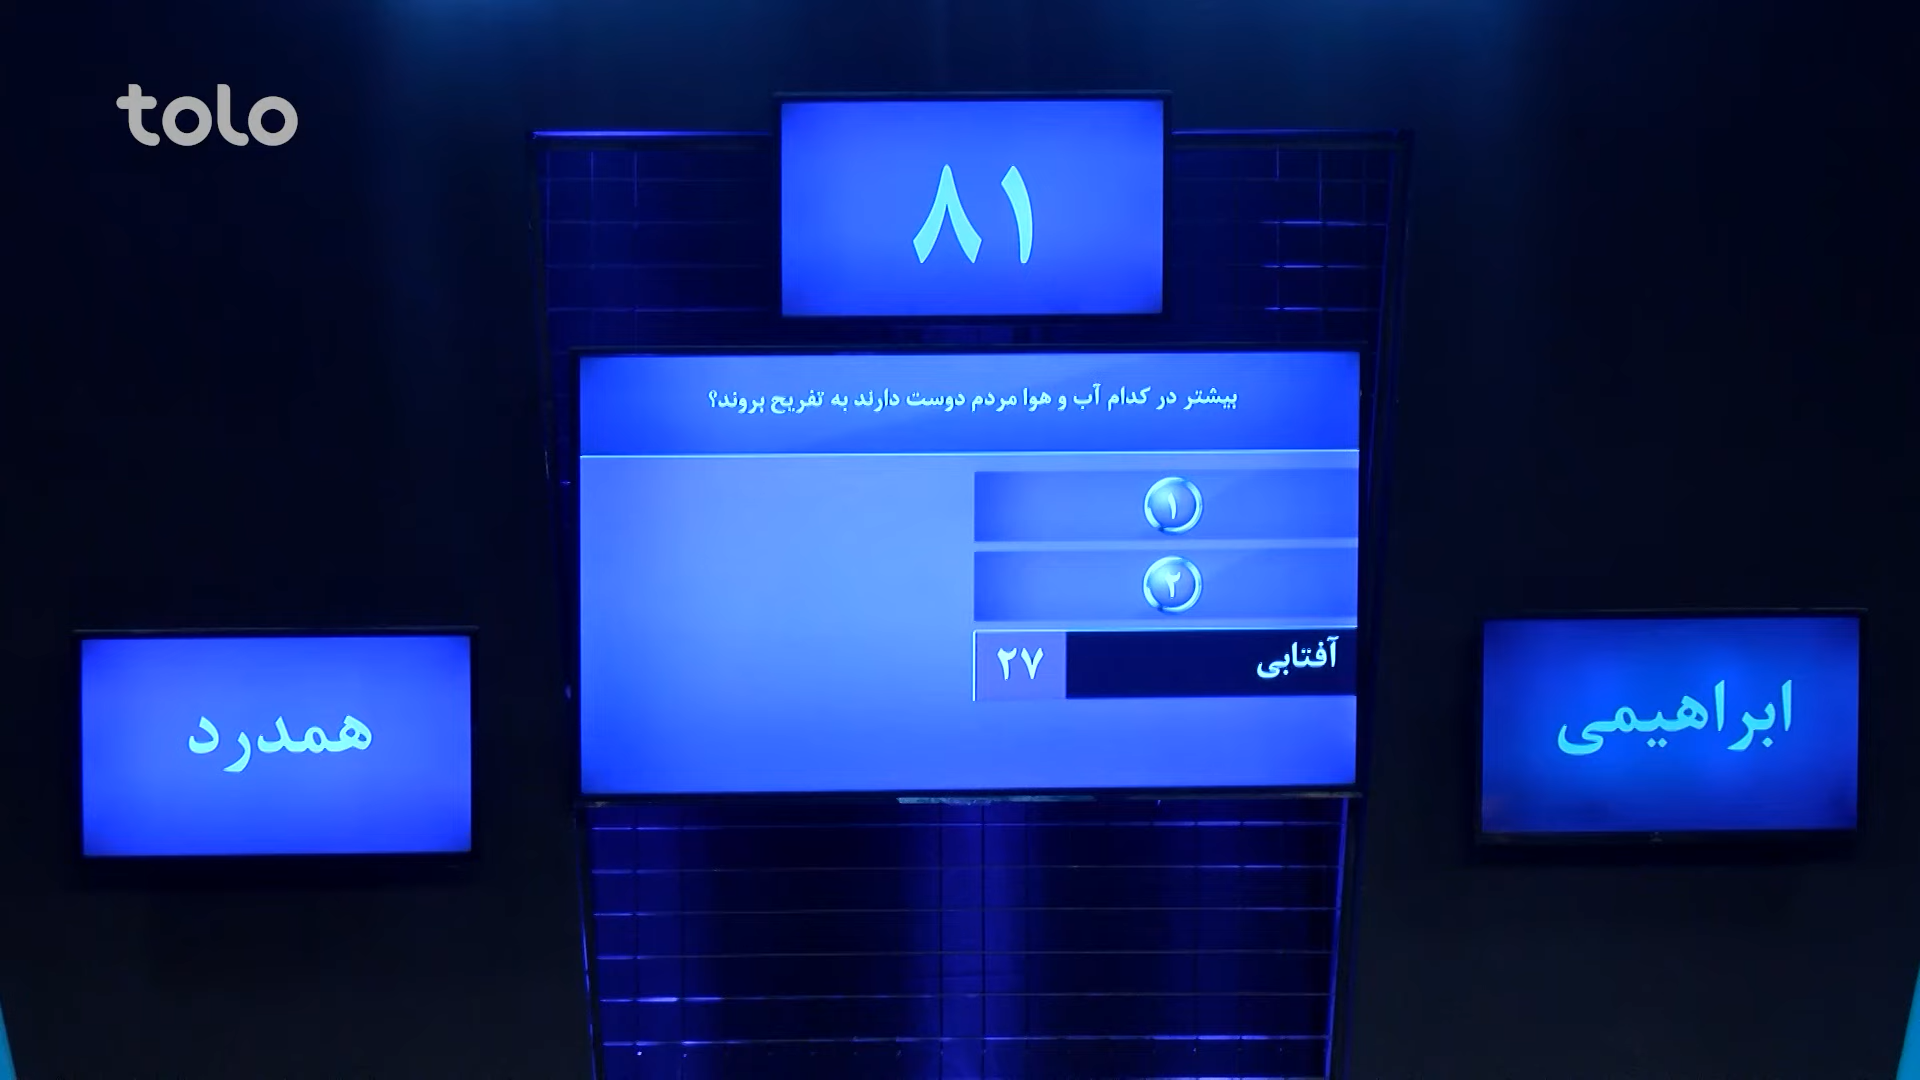 tolo
۸۱
بیشتر در کدام آب و هوا مردم دوست دارند به تفریح بروند؟
۱
۲
آفتابی ۲۷
ابراهیمی
همدرد